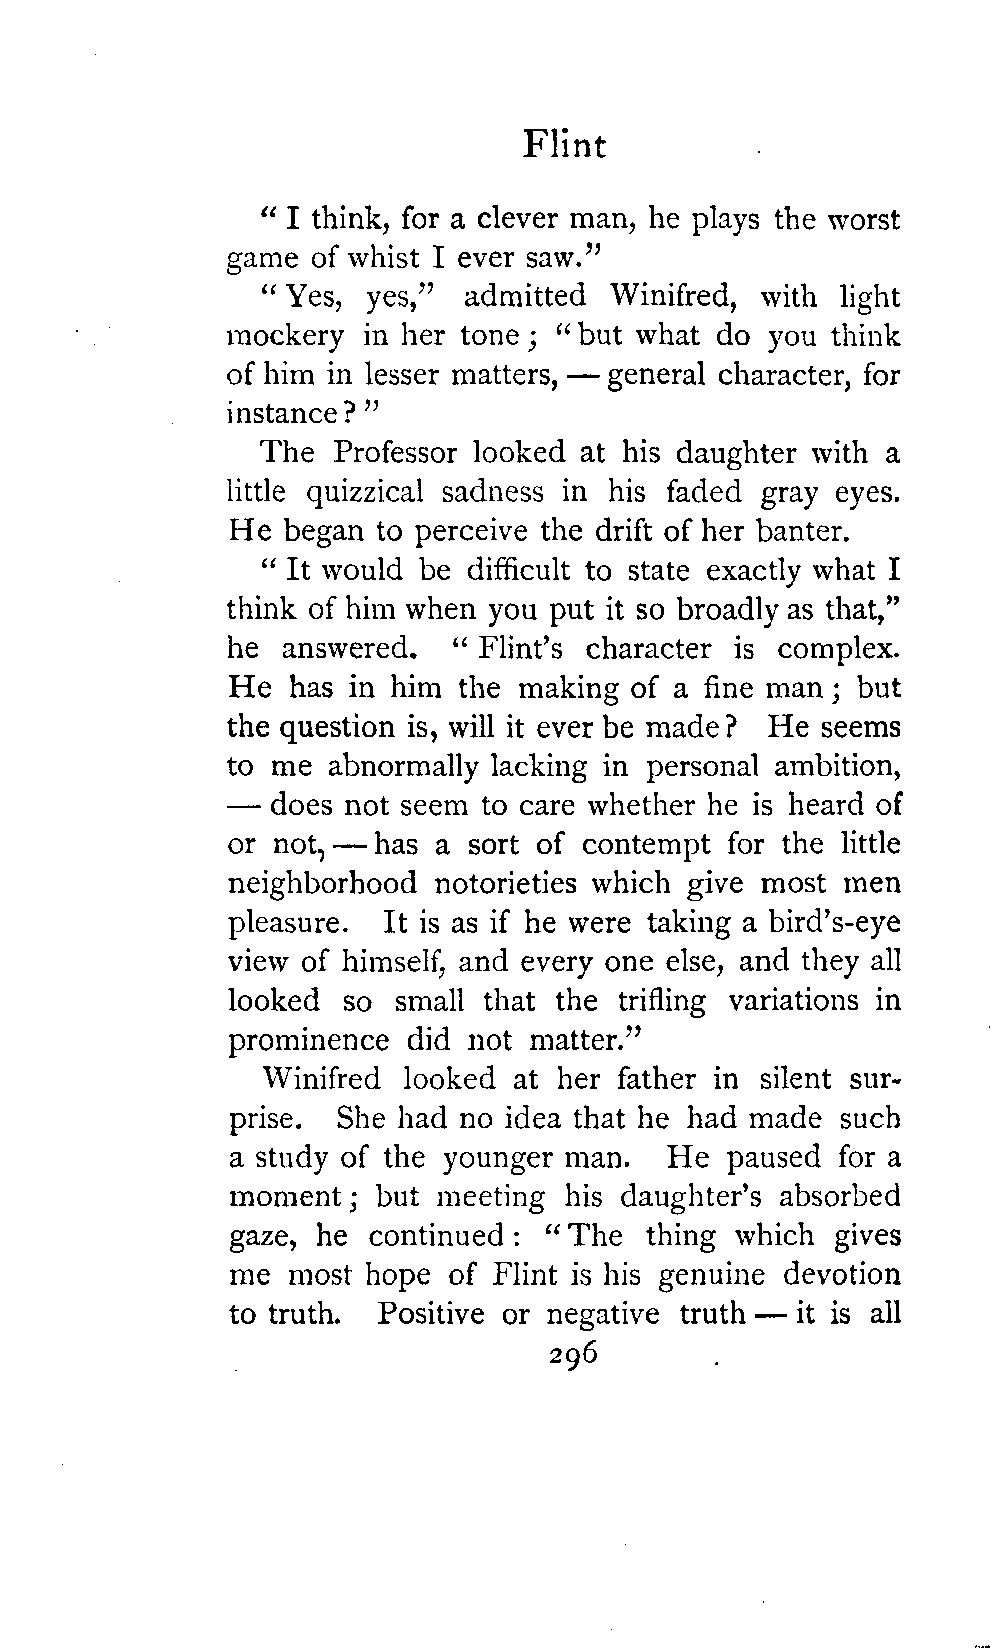 Flint
" I think, for a clever man, he plays the worst
game of whist I ever saw."
" Yes, yes," admitted Winifred, with light
mockery in her tone ; " but what do you think
of him in lesser matters, — general character, for
instance ? "
The Professor looked at his daughter with a
little quizzical sadness in his faded gray eyes.
He began to perceive the drift of her banter.
" It would be difficult to state exactly what I
think of him when you put it so broadly as that,"
he answered. " Flint's character is complex.
He has in him the making of a fine man ; but
the question is, will it ever be made ? He seems
to me abnormally lacking in personal ambition,
— does not seem to care whether he is heard of
or not, — has a sort of contempt for the little
neighborhood notorieties which give most men
pleasure. It is as if he were taking a bird's-eye
view of himself, and every one else, and they all
looked so small that the trifling variations in
prominence did not matter."
Winifred looked at her father in silent sur-
prise. She had no idea that he had made such
a study of the younger man. He paused for a
moment ; but meeting his daughter's absorbed
gaze, he continued : " The thing which gives
me most hope of Flint is his genuine devotion
to truth. Positive or negative truth — it is all
296